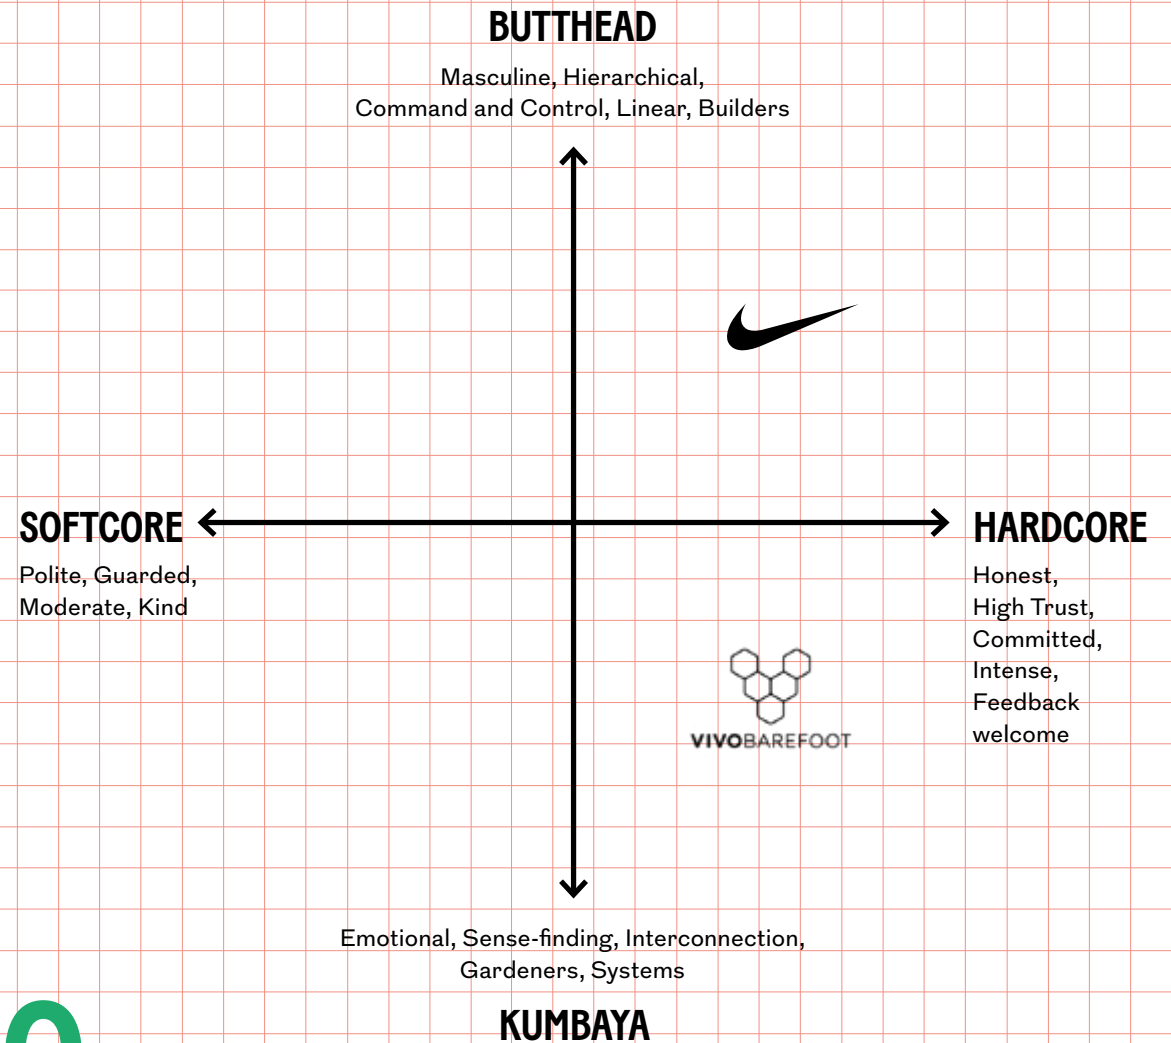 BUTTHEAD
Masculine, Hierarchical,
Command and Control, Linear, Builders
SOFTCORE
Polite, Guarded,
Moderate, Kind
HARDCORE
Honest,
High Trust,
Committed,
Intense,
Feedback
welcome
VIVOBAREFOOT
Emotional, Sense-finding, Interconnection,
Gardeners, Systems
KUMBAYA